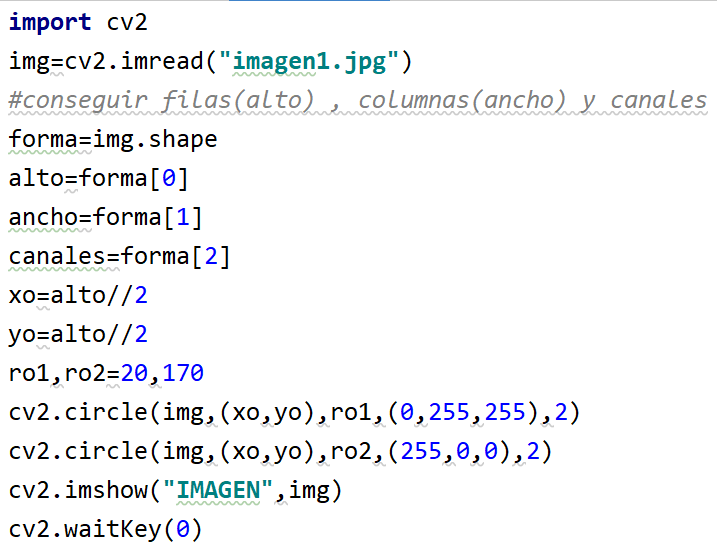 import cv2
img=cv2.imread("imagen1.jpg")
#conseguir filas(alto) , columnas(ancho) y canales
forma=img.shape
alto=forma[0]
ancho=forma[1]
canales=forma[2]
xo=alto//2
yo=alto//2
ro1,ro2=20,170
cv2.circle(img,(xo,yo),ro1,(0,255,255),2)
cv2.circle(img,(xo,yo),ro2,(255,0,0),2)
cv2.imshow("IMAGEN",img)
cv2.waitKey(0)